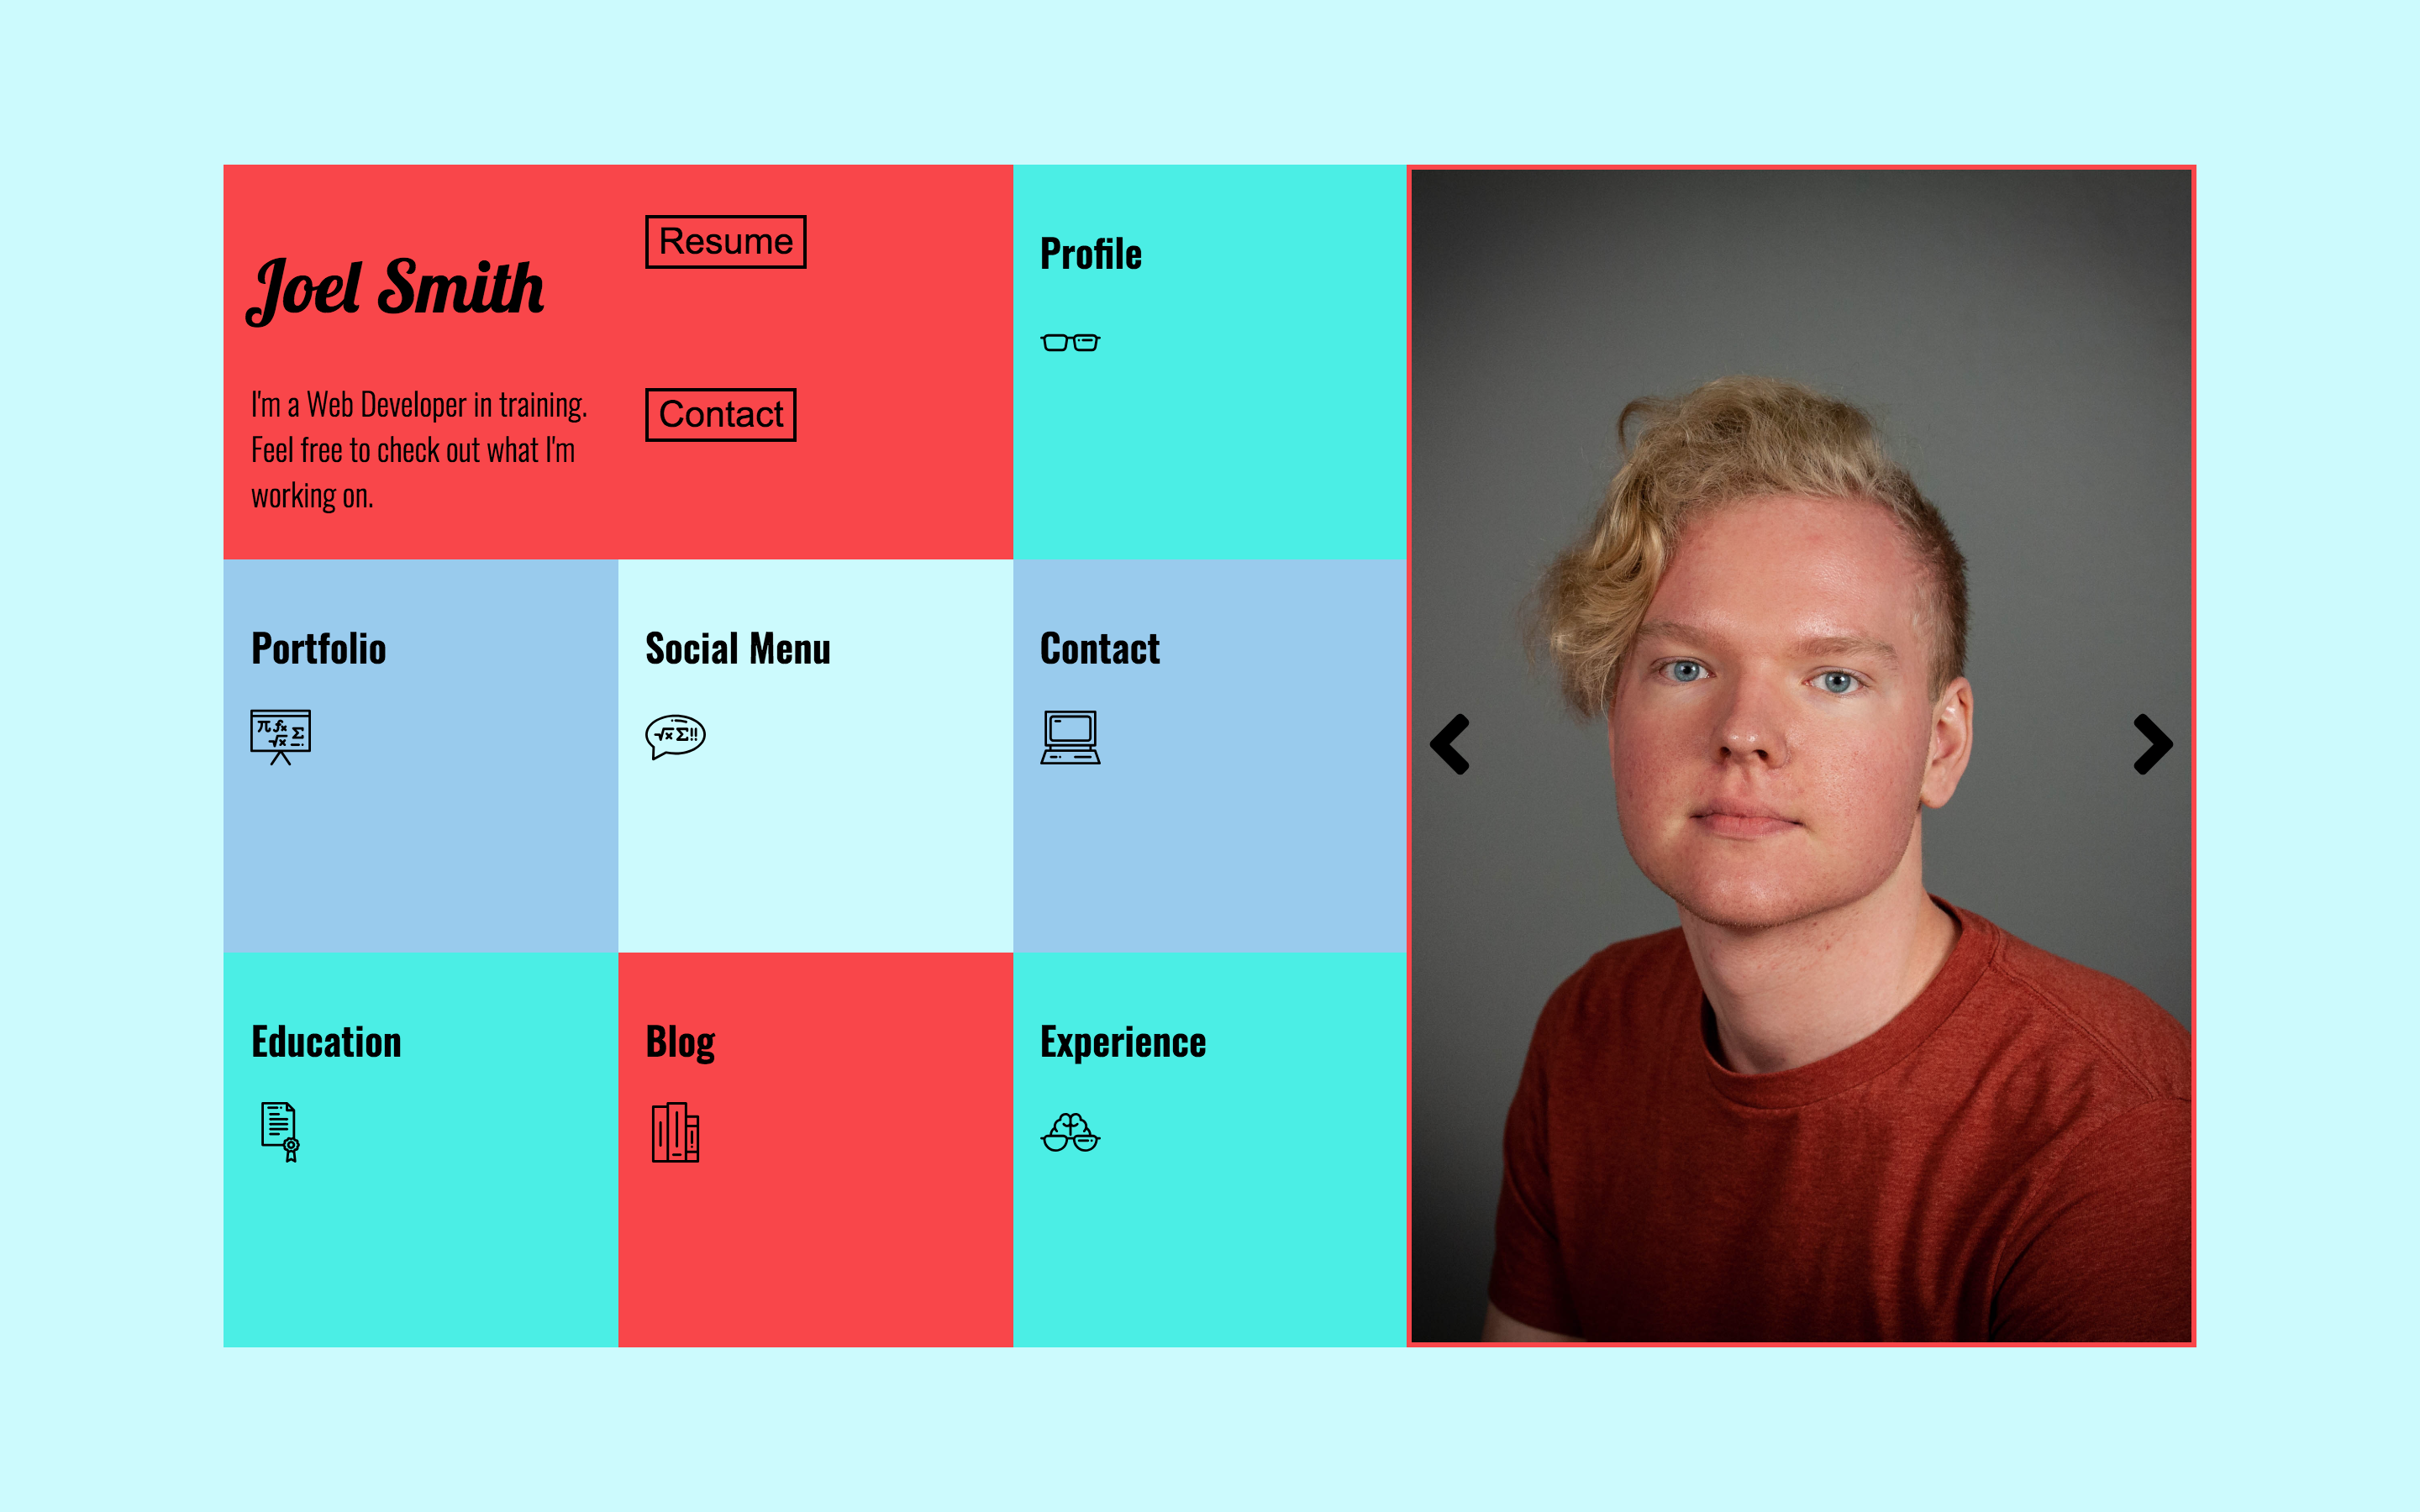 Joel Smith
I'm a Web Developer in training.
Feel free to check out what I'm
working on.
Resume
Contact
Profile
Portfolio
π fx
√x Σ
Social Menu
√x Σ!!
Contact
Education
Blog
Experience